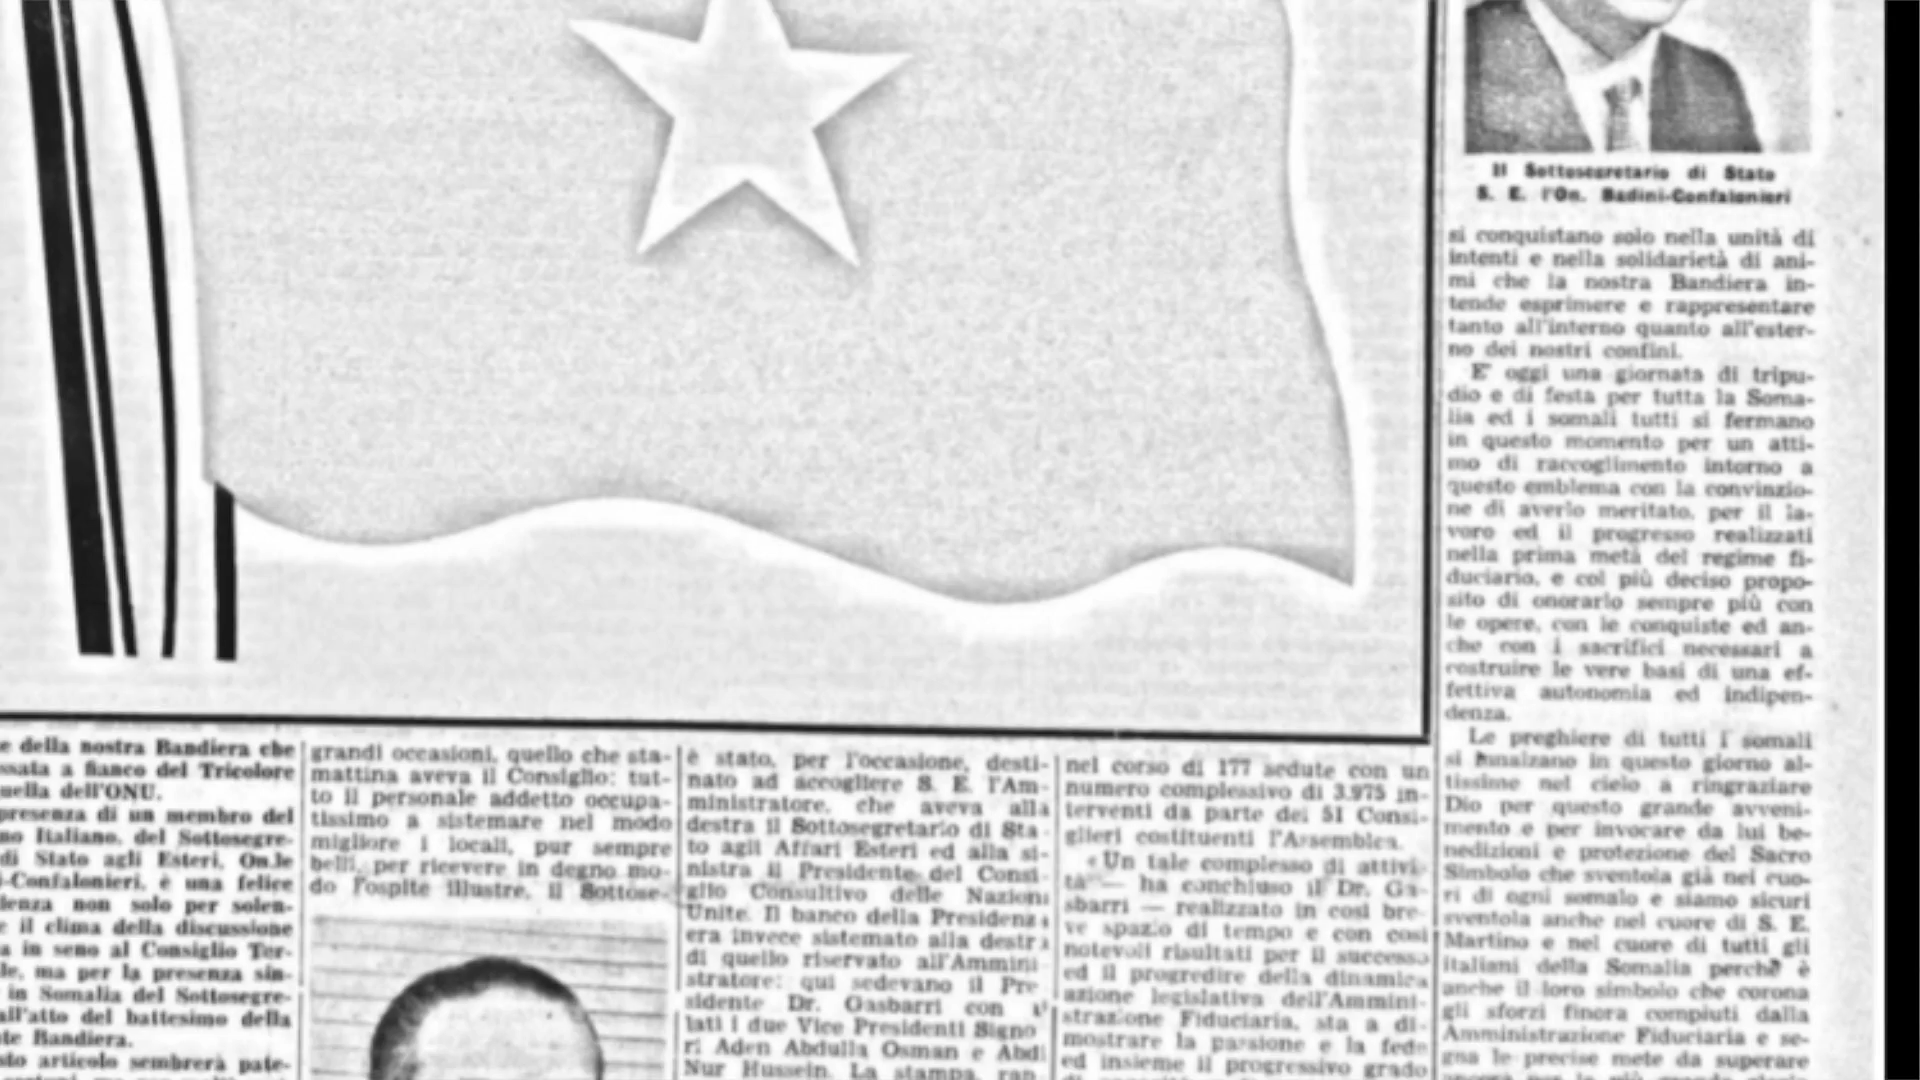 e della nostra Bandiera che
ssata a fianco del Tricolore
uella dell'ONU.
presenza di un membro del
no Italiano, del Sottosegre-
di Stato agli Esteri, On.le
i-Confalonieri, è una felice
denza non solo per solen-
e il clima della discussione
a in seno al Consiglio Ter-
le, ma per la presenza sin-
in Somalia del Sottosegre-
all'atto del battesimo della
te Bandiera.
sto articolo sembrerà pate-
grandi occasioni, quello che sta-
mattina aveva il Consiglio: tut-
to il personale addetto occupa-
tissimo a sistemare nel modo
migliore i locali, pur sempre
belli, per ricevere in degno mo-
do l'ospite illustre, il Sottose-
è stato, per l'occasione, desti-
nato ad accogliere S. E. l'Am-
ministratore, che aveva alla
destra il Sottosegretario di Sta-
to agli Affari Esteri ed alla si-
nistra il Presidente del Consi-
glio Consultivo delle Nazioni
Unite. Il banco della Presidenza
era invece sistemato alla destra
di quello riservato all'Ammini-
stratore: qui sedevano il Pre-
sidente Dr. Gasbarri con
lati i due Vice Presidenti Signo
ri Aden Abdulla Osman e Abdi
Nur Hussein. La stampa, rap-
nel corso di 177 sedute con un
numero complessivo di 3.975 in-
terventi da parte dei 51 Consi-
glieri costituenti l'Assemblea.
«Un tale complesso di attivi-
tà — ha conchiuso il Dr. Ga-
sbarri — realizzato in così bre-
ve spazio di tempo e con così
notevoli risultati per il successo
ed il progredire della dinamica
azione legislativa dell'Ammini-
strazione Fiduciaria, sta a di-
mostrare la passione e la fede
ed insieme il progressivo grado
Il Sottosegretario di Stato
S. E. l'On. Badini-Confalonieri
si conquistano solo nella unità di
intenti e nella solidarietà di ani-
mi che la nostra Bandiera in-
tende esprimere e rappresentare
tanto all'interno quanto all'ester-
no dei nostri confini.
E' oggi una giornata di tripu-
dio e di festa per tutta la Soma-
lia ed i somali tutti si fermano
in questo momento per un atti-
mo di raccoglimento intorno a
questo emblema con la convinzio-
ne di averlo meritato, per il la-
voro ed il progresso realizzati
nella prima metà del regime fi-
duciario, e col più deciso propo-
sito di onorarlo sempre più con
le opere, con le conquiste ed an-
che con i sacrifici necessari a
costruire le vere basi di una ef-
fettiva autonomia ed indipen-
denza.
Le preghiere di tutti i somali
si innalzano in questo giorno al-
tissime nel cielo a ringraziare
Dio per questo grande avveni-
mento e per invocare da lui be-
nedizioni e protezione del Sacro
Simbolo che sventola già nei cuo-
ri di ogni somalo e siamo sicuri
sventola anche nel cuore di S. E.
Martino e nel cuore di tutti gli
italiani della Somalia perchè è
anche il loro simbolo che corona
gli sforzi finora compiuti dalla
Amministrazione Fiduciaria e se-
gna le precise mete da superare